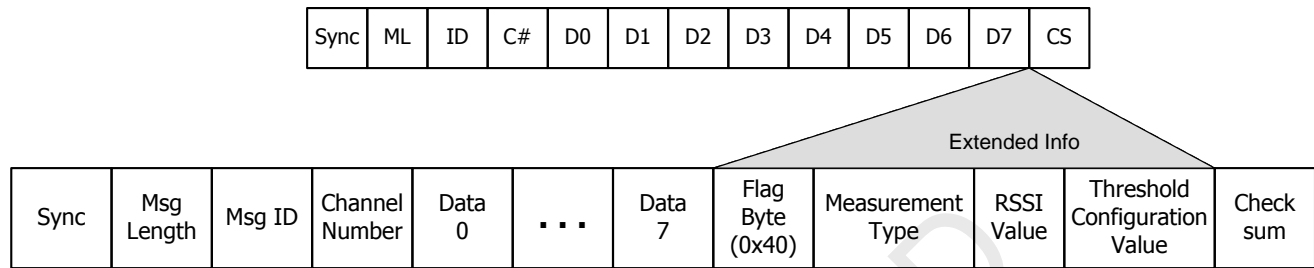 Sync ML ID C# D0 D1 D2 D3 D4 D5 D6 D7 CS
Extended Info
Sync
Msg
Length
Msg ID
Channel
Number
Data
0
. . .
Data
7
Flag
Byte
(0x40)
Measurement
Type
RSSI
Value
Threshold
Configuration
Value
Check
sum